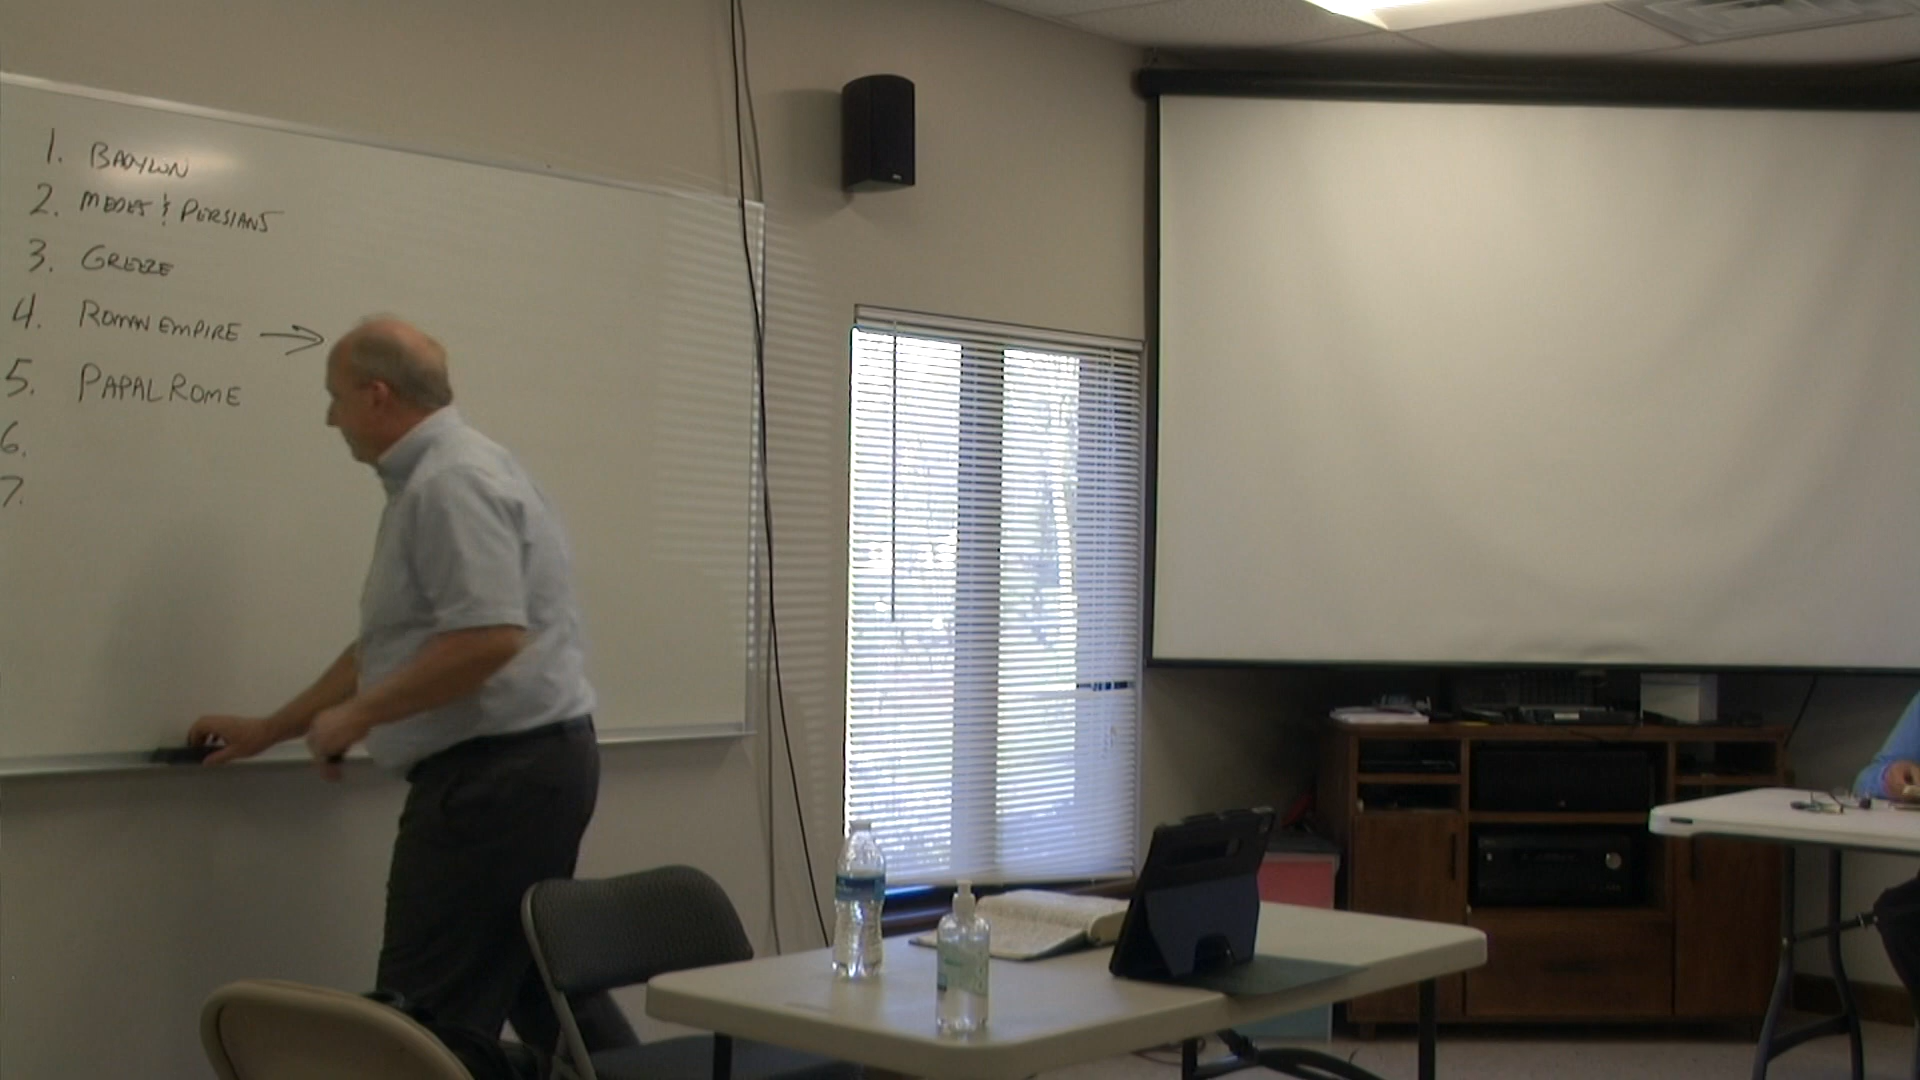 1. BABYLON
2. MEDES & PERSIANS
3. GREECE
4. ROMAN EMPIRE →
5. PAPAL ROME
6.
7.